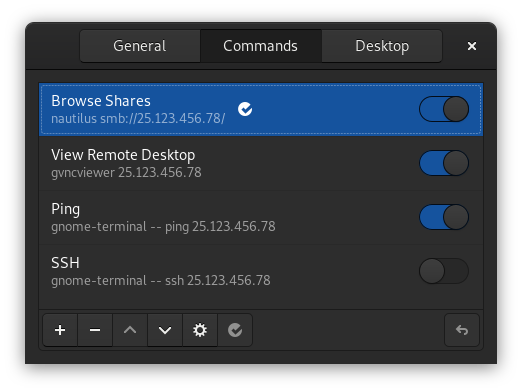 General
Commands
Desktop
Browse Shares
nautilus smb://25.123.456.78/
View Remote Desktop
gvncviewer 25.123.456.78
Ping
gnome-terminal -- ping 25.123.456.78
SSH
gnome-terminal -- ssh 25.123.456.78